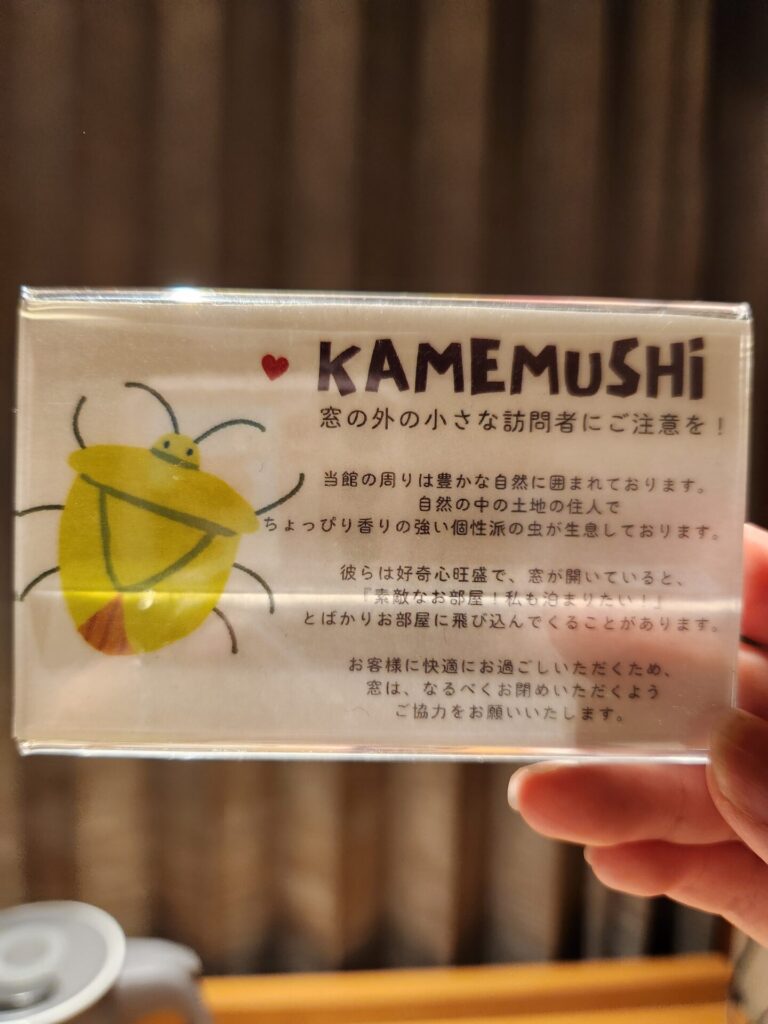 KAMEMUSHi
窓の外の小さな訪問者にご注意を！
当館の周りは豊かな自然に囲まれております。
自然の中の土地の住人で
ちょっぴり香りの強い個性派の虫が生息しております。
彼らは好奇心旺盛で、窓が開いていると、
『素敵なお部屋！私も泊まりたい！』
とばかりお部屋に飛び込んでくることがあります。
お客様に快適にお過ごしいただくため、
窓は、なるべくお閉めいただくよう
ご協力をお願いいたします。